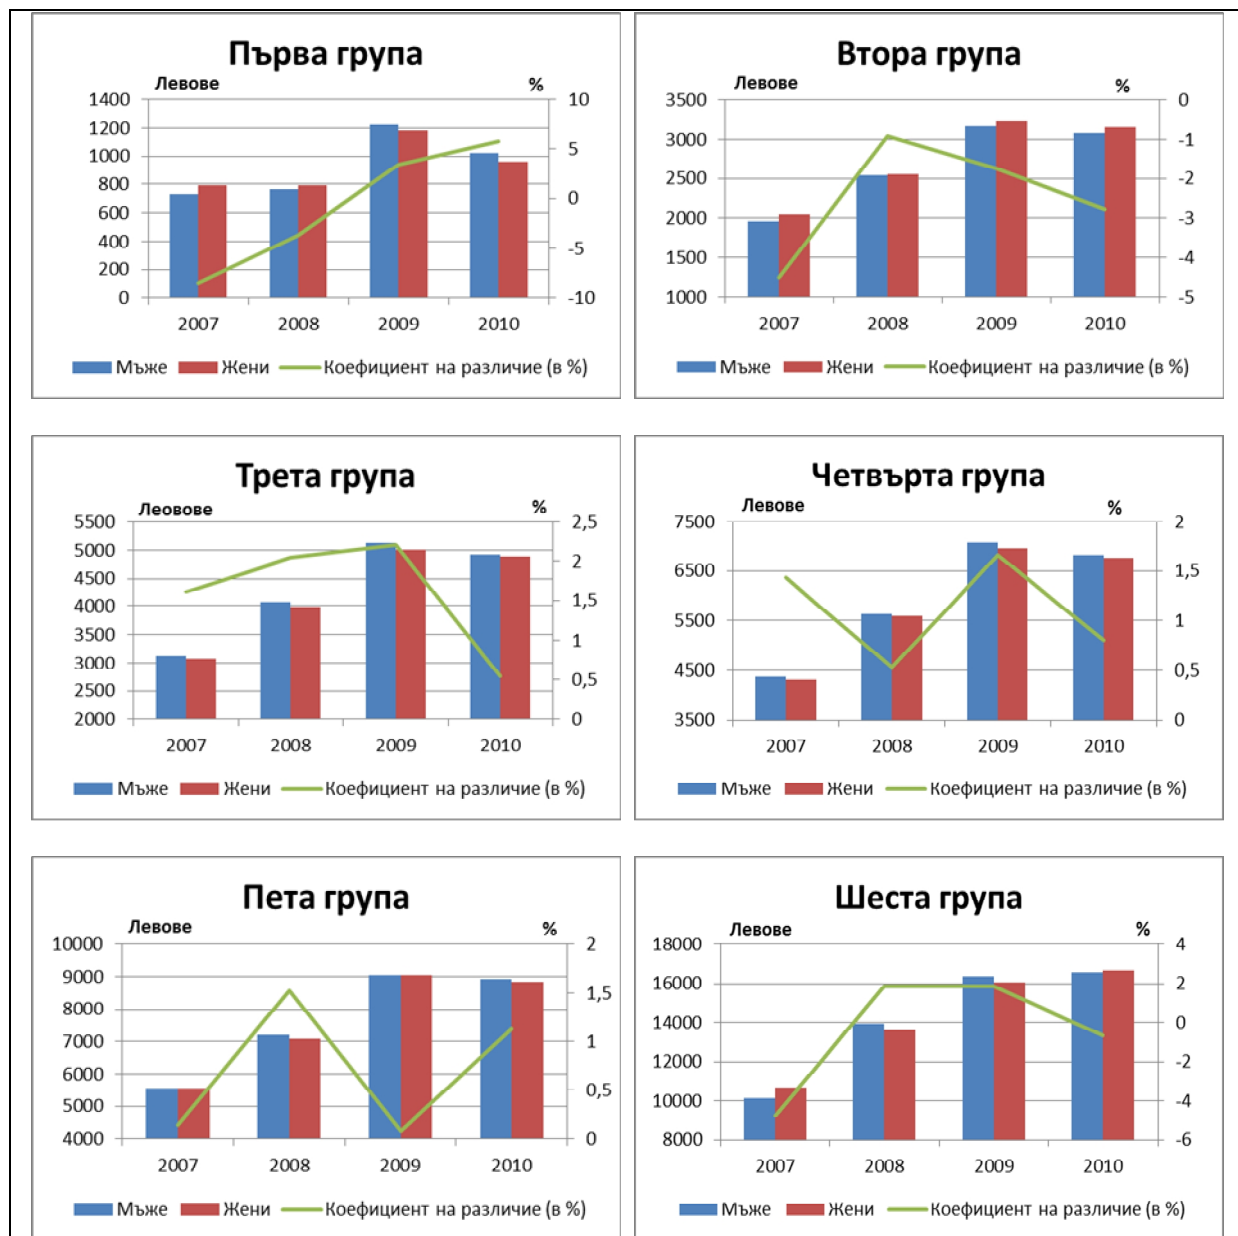 Първа група
Левове %
1400 10
1200
1000 5
800
600 0
400 -5
200
0 -10
2007 2008 2009 2010
Мъже Жени Коефициент на различие (в %)
Втора група
Левове %
3500 0
3000 -1
2500 -2
2000 -3
1500 -4
1000 -5
2007 2008 2009 2010
Мъже Жени Коефициент на различие (в %)
Трета група
Леовове %
5500 2,5
5000 2
4500
4000 1,5
3500 1
3000
2500 0,5
2000 0
2007 2008 2009 2010
Мъже Жени Коефициент на различие (в %)
Четвърта група
Левове %
7500 2
6500 1,5
5500 1
4500 0,5
3500 0
2007 2008 2009 2010
Мъже Жени Коефициент на различие (в %)
Пета група
Левове %
10000 2
9000
8000 1,5
7000 1
6000
5000 0,5
4000 0
2007 2008 2009 2010
Мъже Жени Коефициент на различие (в %)
Шеста група
Левове %
18000 4
16000 2
14000 0
12000 -2
10000 -4
8000 -6
2007 2008 2009 2010
Мъже Жени Коефициент на различие (в %)